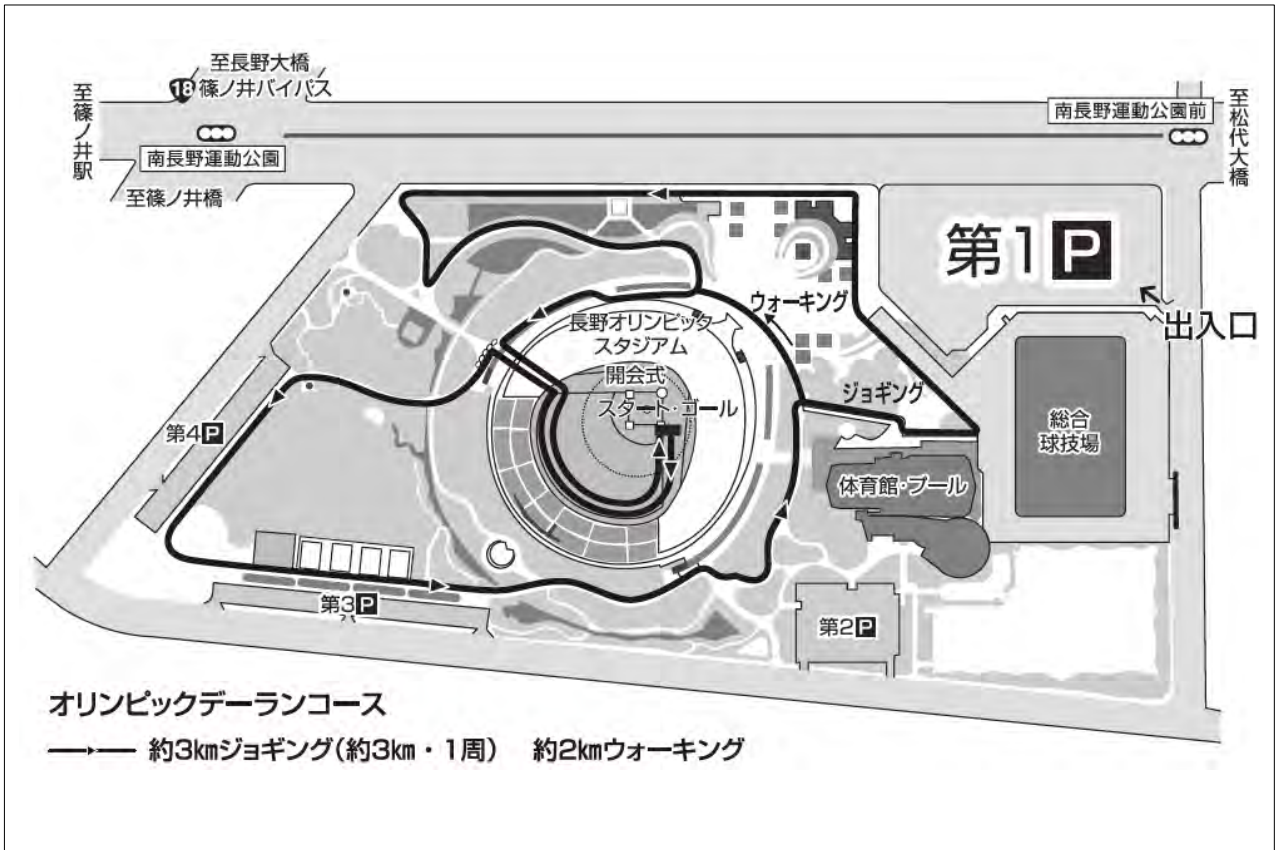 至長野大橋
18 篠ノ井バイパス
至篠ノ井駅
南長野運動公園
至篠ノ井橋
南長野運動公園前
至松代大橋
第1 P
出入口
ウォーキング
長野オリンピック
スタジアム
開会式
スタート・ゴール
ジョギング
総合
球技場
体育館・プール
第4 P
第3 P
第2 P
オリンピックデーランコース
約3㎞ジョギング(約3㎞・1周) 約2㎞ウォーキング